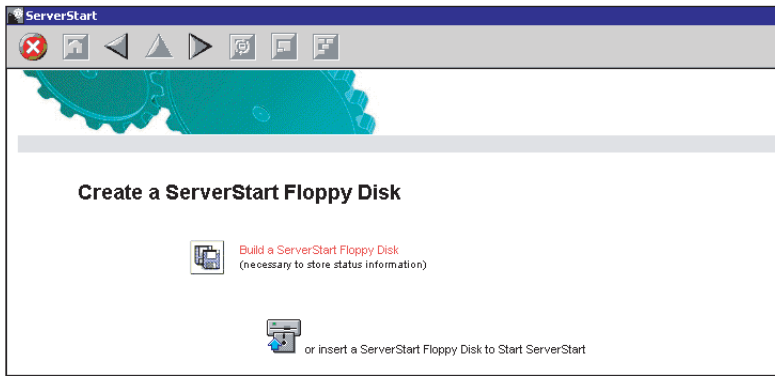 ServerStart
Create a ServerStart Floppy Disk
Build a ServerStart Floppy Disk
(necessary to store status information)
or insert a ServerStart Floppy Disk to Start ServerStart